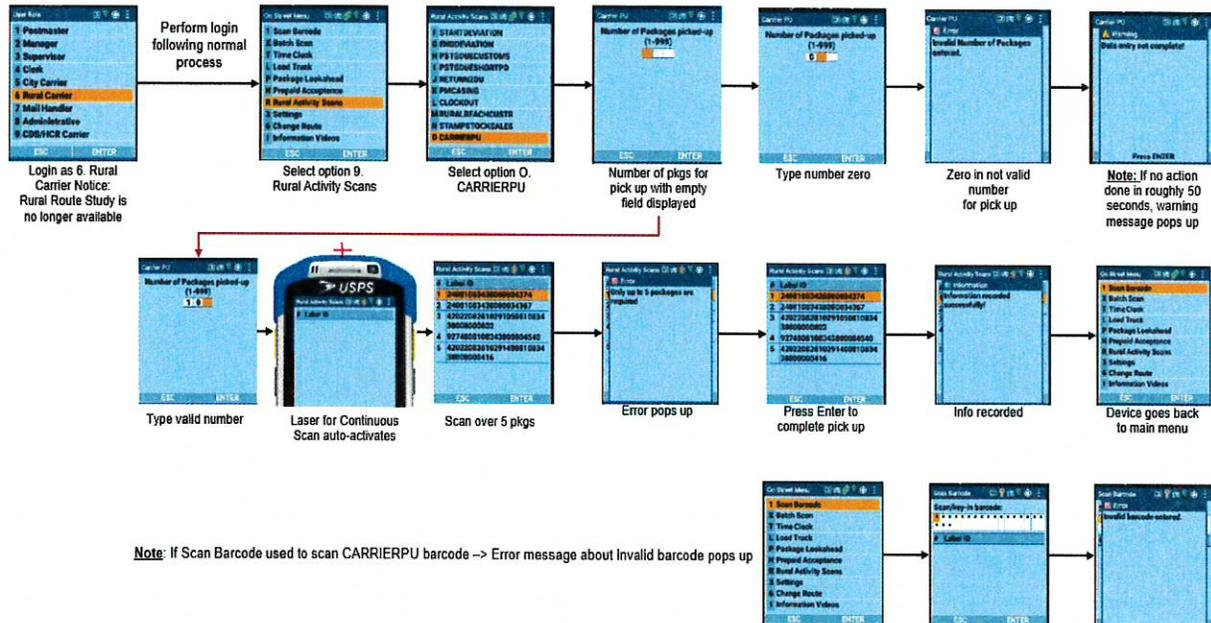 User Role
1 Postmaster
2 Manager
3 Supervisor
4 Clerk
5 City Carrier
6 Rural Carrier
7 Mail Handler
8 Administrative
9 CDS/HCR Carrier
ESC ENTER
Login as 6. Rural
Carrier Notice:
Rural Route Study is
no longer available
Perform login
following normal
process
On Street Menu
1 Scan Barcode
X Batch Scan
T Time Clock
L Load Truck
P Package Lookahead
H Prepaid Acceptance
R Rural Activity Scans
3 Settings
6 Change Route
I Information Videos
ESC ENTER
Select option 9.
Rural Activity Scans
Rural Activity Scans
F STARTDEVIATION
G ENDDEVIATION
H PSTGDUECUSTOMS
I PSTGDUESHORTPD
J RETURN2DU
K PMCASING
L CLOCKOUT
M RURALREACHCUSTR
N STAMPSTOCKSALES
O CARRIERPU
ESC ENTER
Select option O.
CARRIERPU
Carrier PU
Number of Packages picked-up
(1-999)
ESC ENTER
Number of pkgs for
pick up with empty
field displayed
Carrier PU
Number of Packages picked-up
(1-999)
0
ESC ENTER
Type number zero
Carrier PU
Error
Invalid Number of Packages
entered.
Zero in not valid
number
for pick up
Carrier PU
Warning
Data entry not complete!
Press ENTER
Note: If no action
done in roughly 50
seconds, warning
message pops up
Carrier PU
Number of Packages picked-up
(1-999)
1 0
ESC ENTER
Type valid number
USPS
Rural Activity Scans
# Label ID
Laser for Continuous
Scan auto-activates
Rural Activity Scans
# Label ID
ESC ENTER
Scan over 5 pkgs
Rural Activity Scans
Error
Only up to 5 packages are
required
Error pops up
Rural Activity Scans
# Label ID
ESC ENTER
Press Enter to
complete pick up
Rural Activity Scans
Information
Information recorded
successfully!
Info recorded
On Street Menu
1 Scan Barcode
X Batch Scan
T Time Clock
L Load Truck
P Package Lookahead
H Prepaid Acceptance
R Rural Activity Scans
3 Settings
6 Change Route
I Information Videos
ESC ENTER
Device goes back
to main menu
Note: If Scan Barcode used to scan CARRIERPU barcode --> Error message about Invalid barcode pops up
On Street Menu
1 Scan Barcode
X Batch Scan
T Time Clock
L Load Truck
P Package Lookahead
H Prepaid Acceptance
R Rural Activity Scans
3 Settings
6 Change Route
I Information Videos
ESC ENTER
Scan Barcode
Scan/key-in barcode:
# Label ID
ESC ENTER
Scan Barcode
Error
Invalid barcode entered.